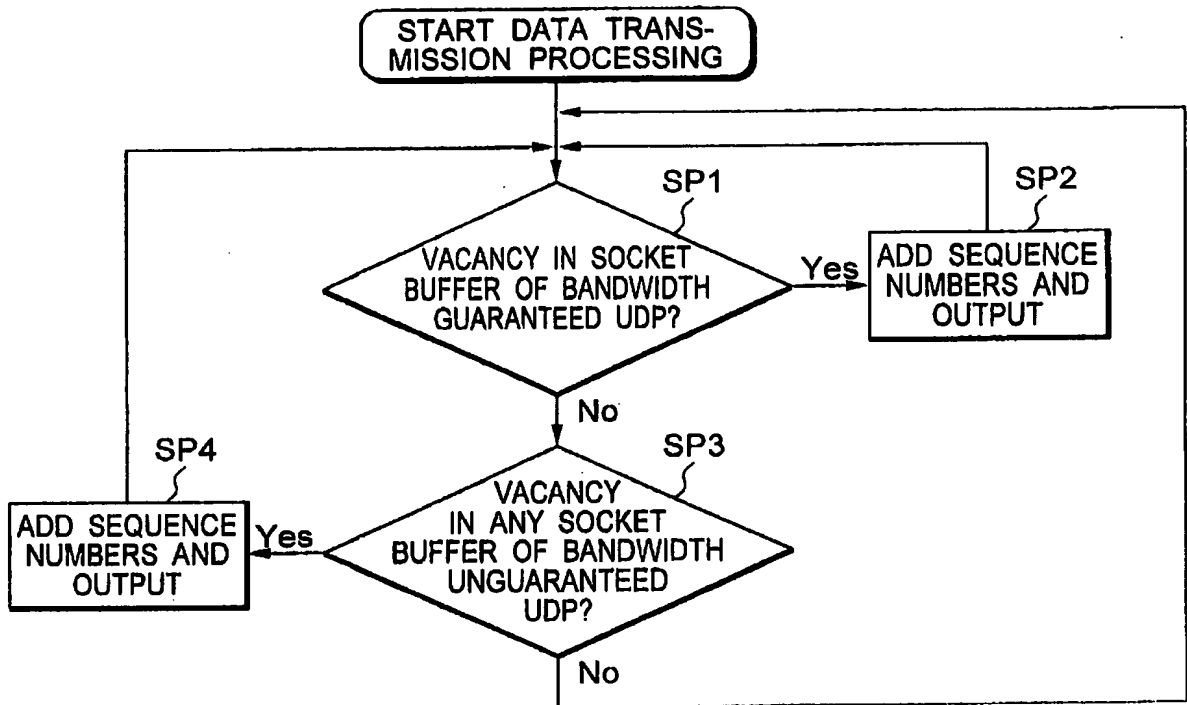 START DATA TRANS-
MISSION PROCESSING
SP1
VACANCY IN SOCKET
BUFFER OF BANDWIDTH
GUARANTEED UDP?
Yes
SP2
ADD SEQUENCE
NUMBERS AND
OUTPUT
No
SP3
VACANCY
IN ANY SOCKET
BUFFER OF BANDWIDTH
UNGUARANTEED
UDP?
Yes
SP4
ADD SEQUENCE
NUMBERS AND
OUTPUT
No